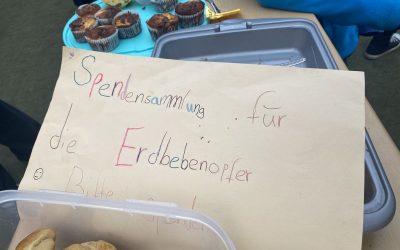 Spendensammlung für
die Erdbebenopfer
Bitte